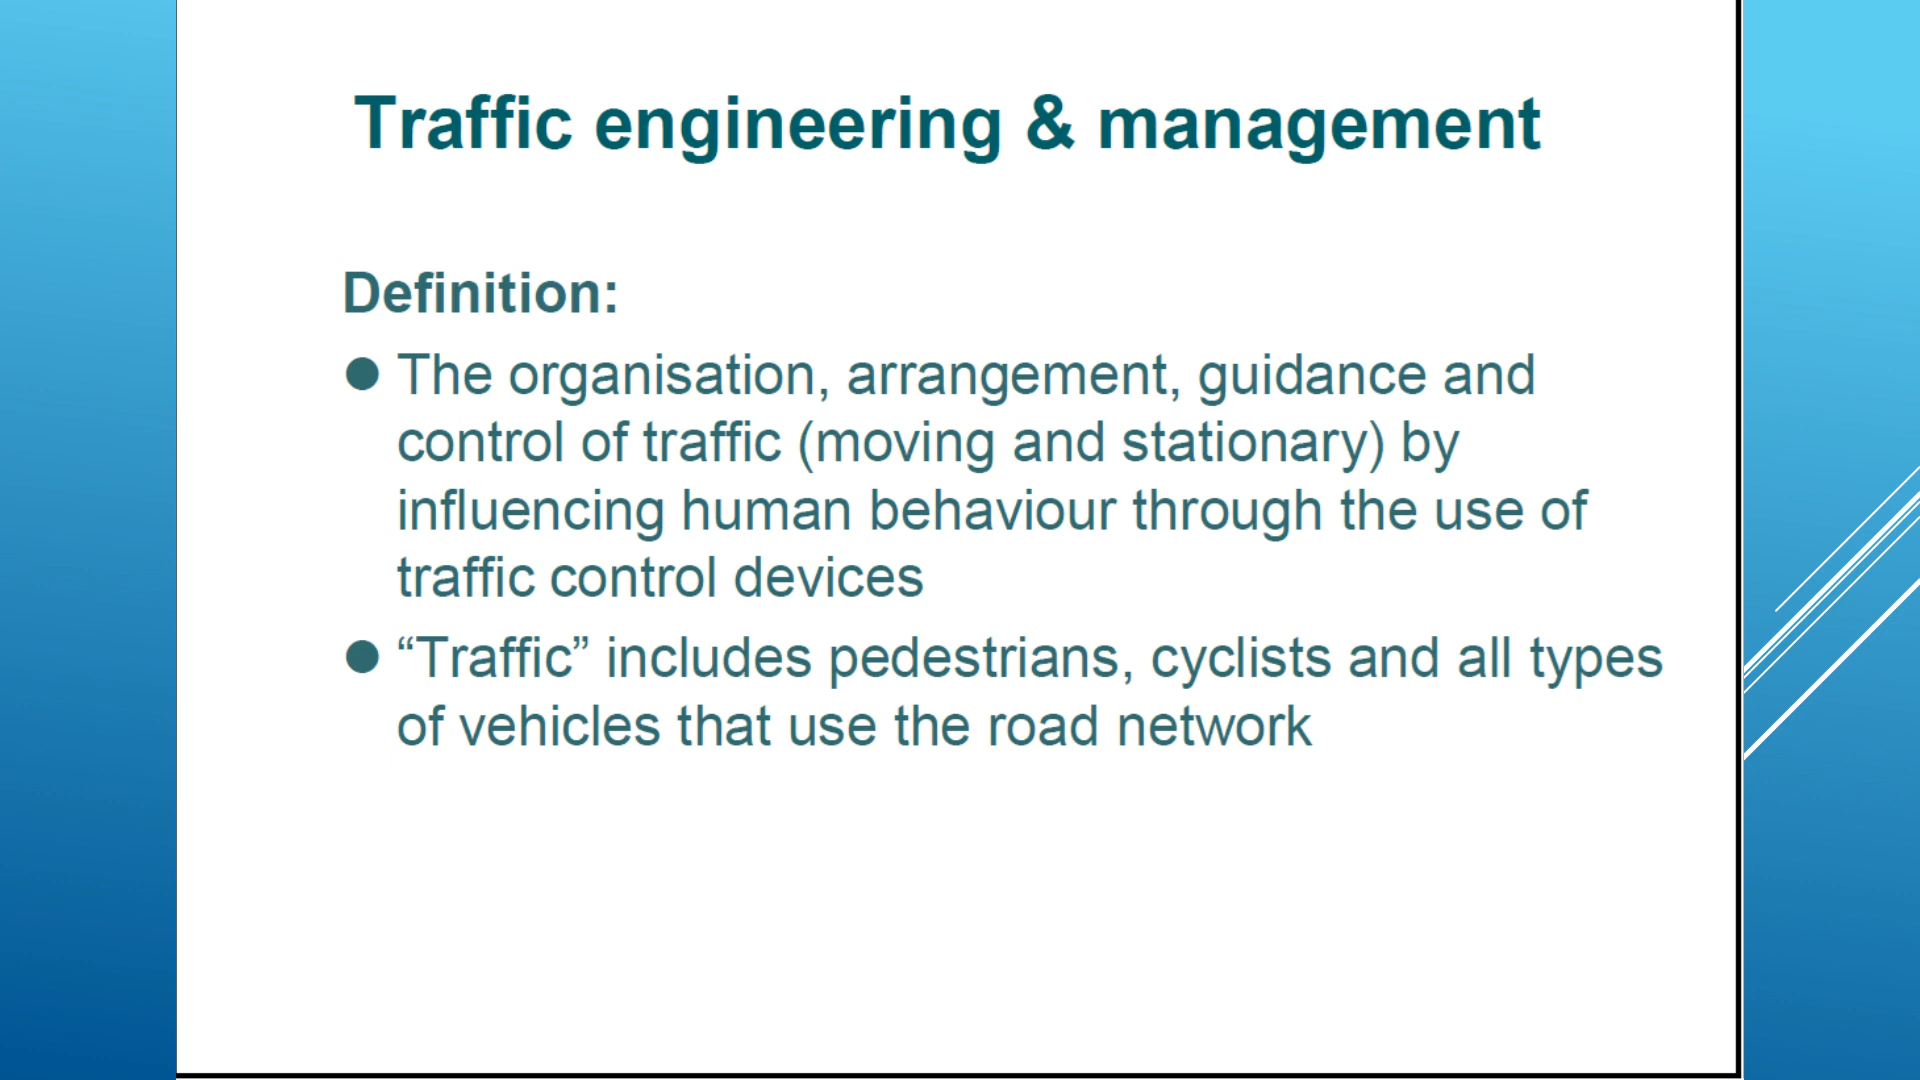 Traffic engineering & management
Definition:
● The organisation, arrangement, guidance and
control of traffic (moving and stationary) by
influencing human behaviour through the use of
traffic control devices
● “Traffic” includes pedestrians, cyclists and all types
of vehicles that use the road network